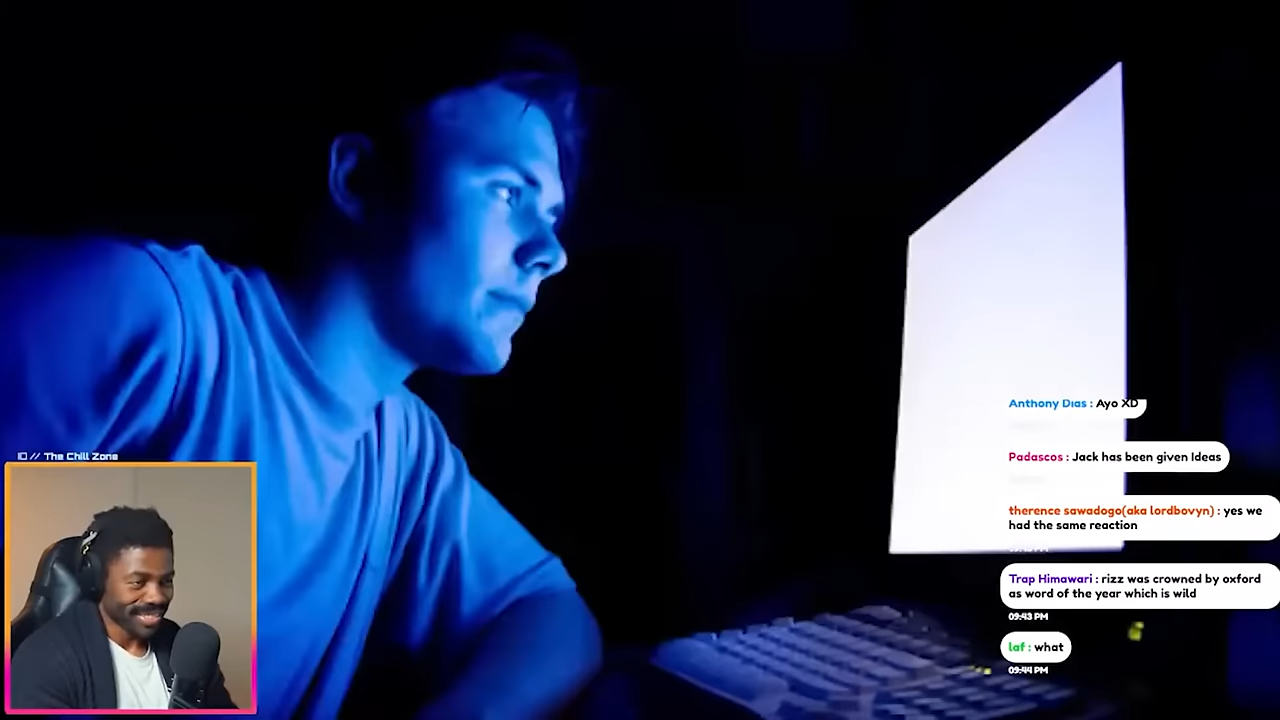 Anthony Dias : Ayo XD
Padascos : Jack has been given Ideas
therence sawadogo(aka lordbovyn) : yes we
had the same reaction
Trap Himawari : rizz was crowned by oxford
as word of the year which is wild
09:43 PM
laf : what
09:44 PM
// The Chill Zone